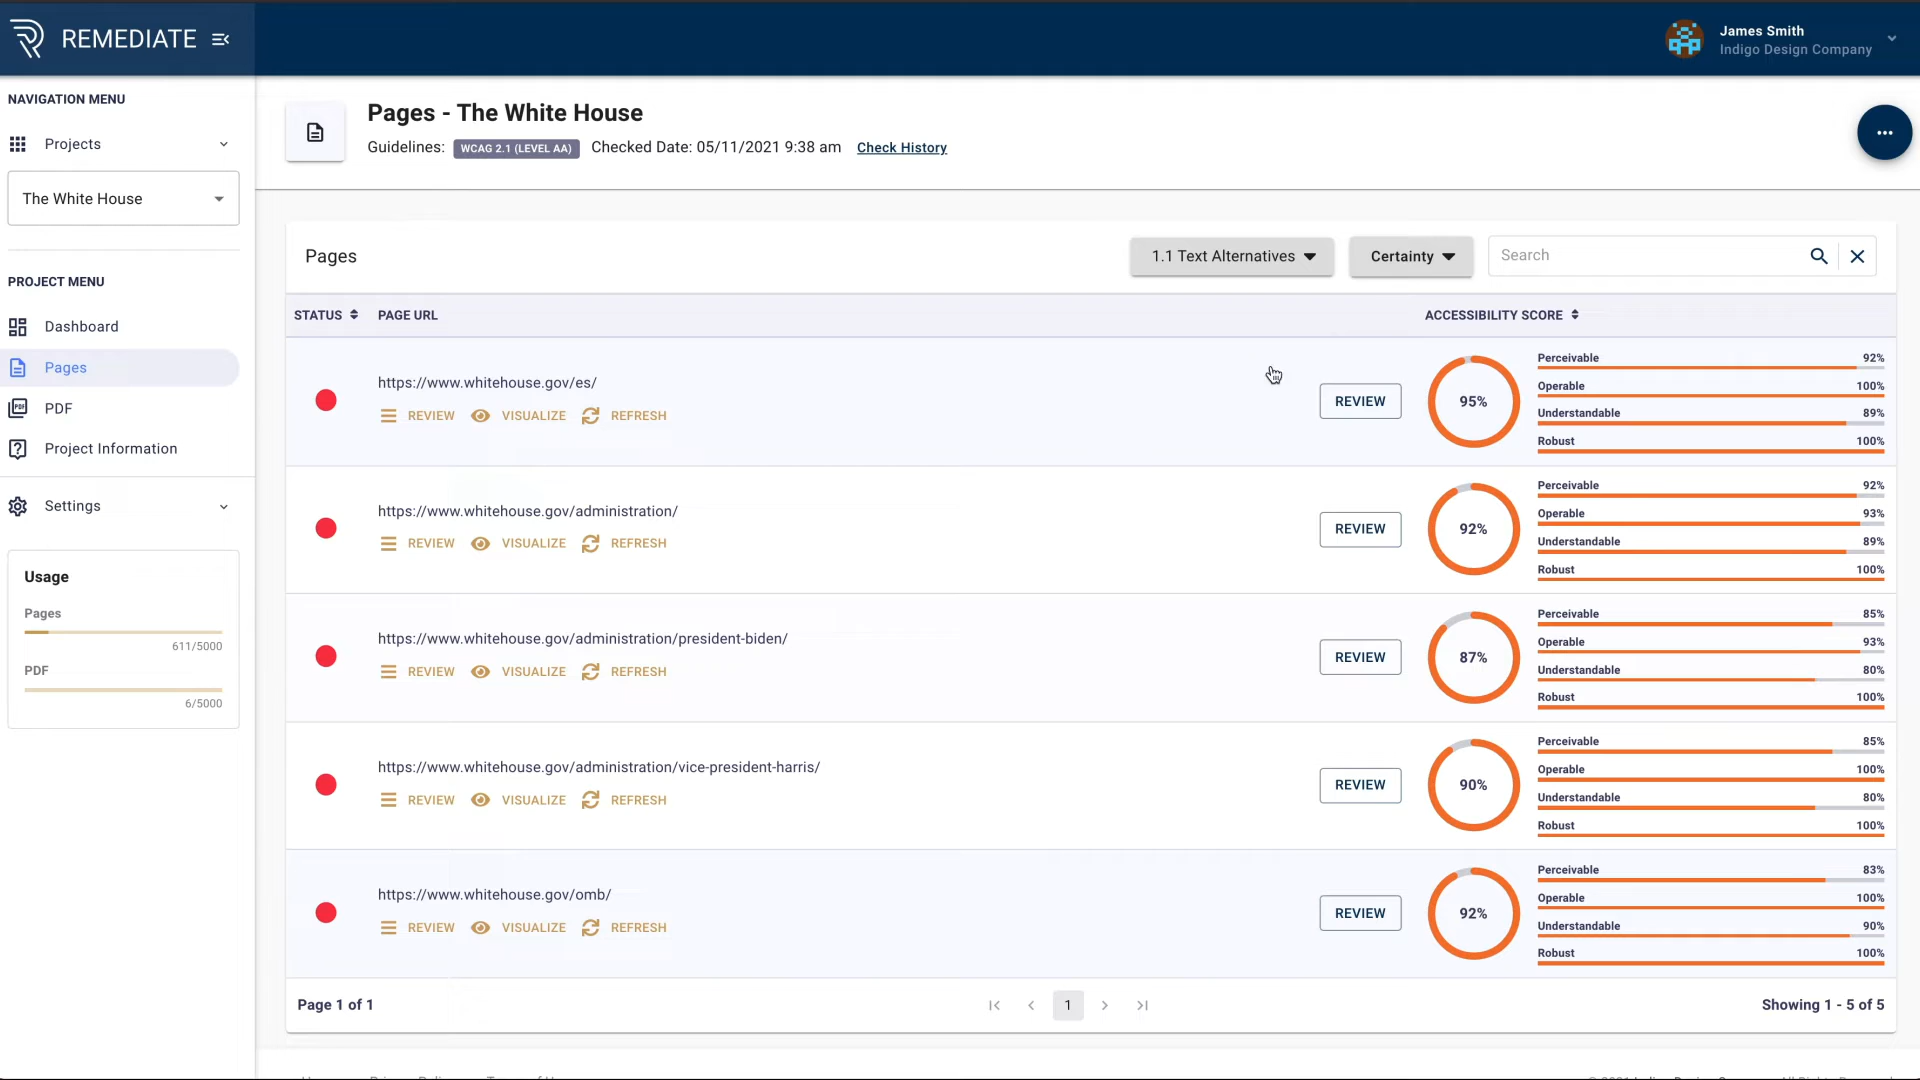 REMEDIATE
James Smith
Indigo Design Company
NAVIGATION MENU
Projects
The White House
PROJECT MENU
Dashboard
Pages
PDF
Project Information
Settings
Usage
Pages
611/5000
PDF
6/5000
Pages - The White House
Guidelines: WCAG 2.1 (LEVEL AA) Checked Date: 05/11/2021 9:38 am Check History
Pages
1.1 Text Alternatives
Certainty
Search
STATUS PAGE URL ACCESSIBILITY SCORE
https://www.whitehouse.gov/es/
REVIEW VISUALIZE REFRESH
REVIEW
95%
Perceivable 92%
Operable 100%
Understandable 89%
Robust 100%
https://www.whitehouse.gov/administration/
REVIEW VISUALIZE REFRESH
REVIEW
92%
Perceivable 92%
Operable 93%
Understandable 89%
Robust 100%
https://www.whitehouse.gov/administration/president-biden/
REVIEW VISUALIZE REFRESH
REVIEW
87%
Perceivable 85%
Operable 93%
Understandable 80%
Robust 100%
https://www.whitehouse.gov/administration/vice-president-harris/
REVIEW VISUALIZE REFRESH
REVIEW
90%
Perceivable 85%
Operable 100%
Understandable 80%
Robust 100%
https://www.whitehouse.gov/omb/
REVIEW VISUALIZE REFRESH
REVIEW
92%
Perceivable 83%
Operable 100%
Understandable 90%
Robust 100%
Page 1 of 1
1
Showing 1 - 5 of 5